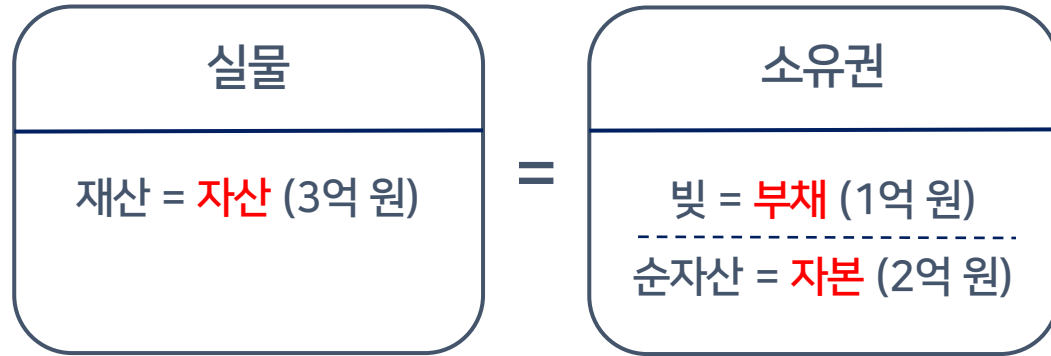 실물
재산 = 자산 (3억 원)
=
소유권
빚 = 부채 (1억 원)
순자산 = 자본 (2억 원)